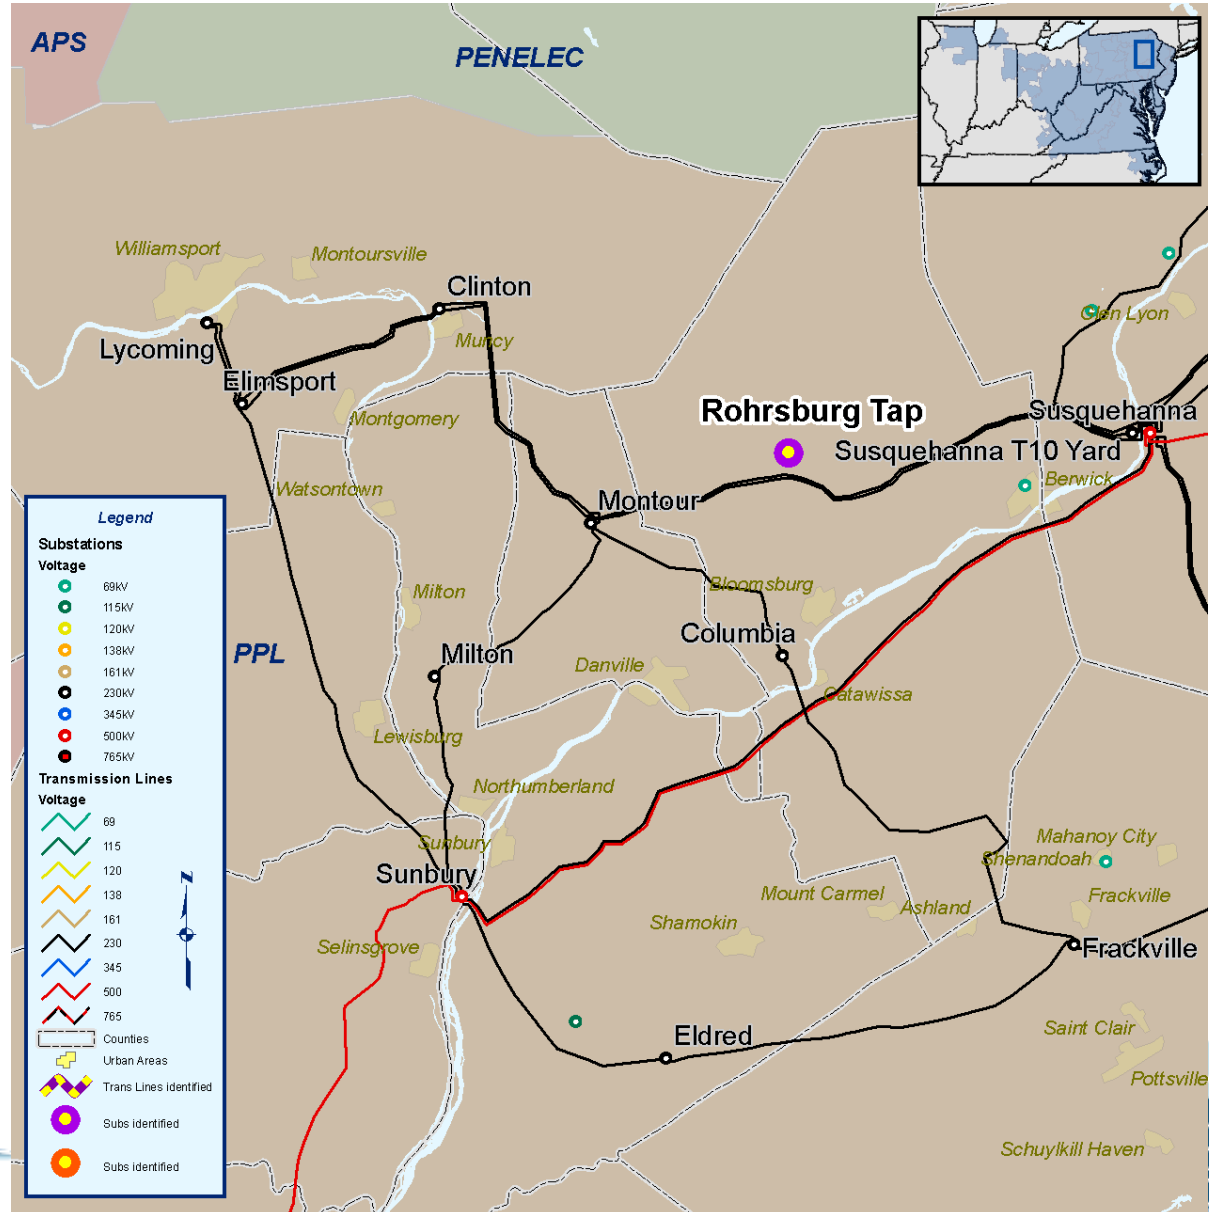 APS
PENELEC
Williamsport
Montoursville
Clinton
Glen Lyon
Lycoming
Muncy
Elimsport
Montgomery
Rohrsburg Tap
Susquehanna
Susquehanna T10 Yard
Berwick
Watsontown
Montour
Milton
Bloomsburg
Columbia
PPL
Milton
Danville
Catawissa
Lewisburg
Northumberland
Sunbury
Sunbury
Mahanoy City
Shenandoah
Mount Carmel
Ashland
Frackville
Shamokin
Selinsgrove
Frackville
Eldred
Saint Clair
Pottsville
Schuylkill Haven
Legend
Substations
Voltage
69kV
115kV
120kV
138kV
161kV
230kV
345kV
500kV
765kV
Transmission Lines
Voltage
69
115
120
138
161
230
345
500
765
Counties
Urban Areas
Trans Lines identified
Subs identified
Subs identified
N